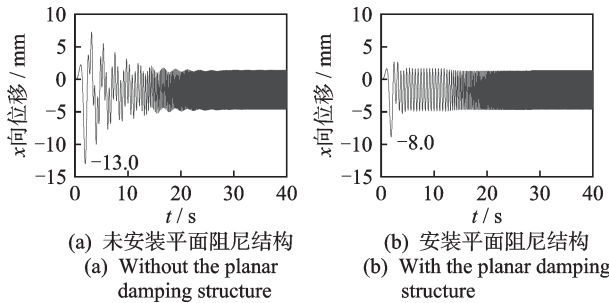 10
5
0
−5
−10
−15
x向位移 / mm
−13.0
0 10 20 30 40
t / s
(a) 未安装平面阻尼结构
(a) Without the planar
damping structure
10
5
0
−5
−10
−15
x向位移 / mm
−8.0
0 10 20 30 40
t / s
(b) 安装平面阻尼结构
(b) With the planar damping
structure